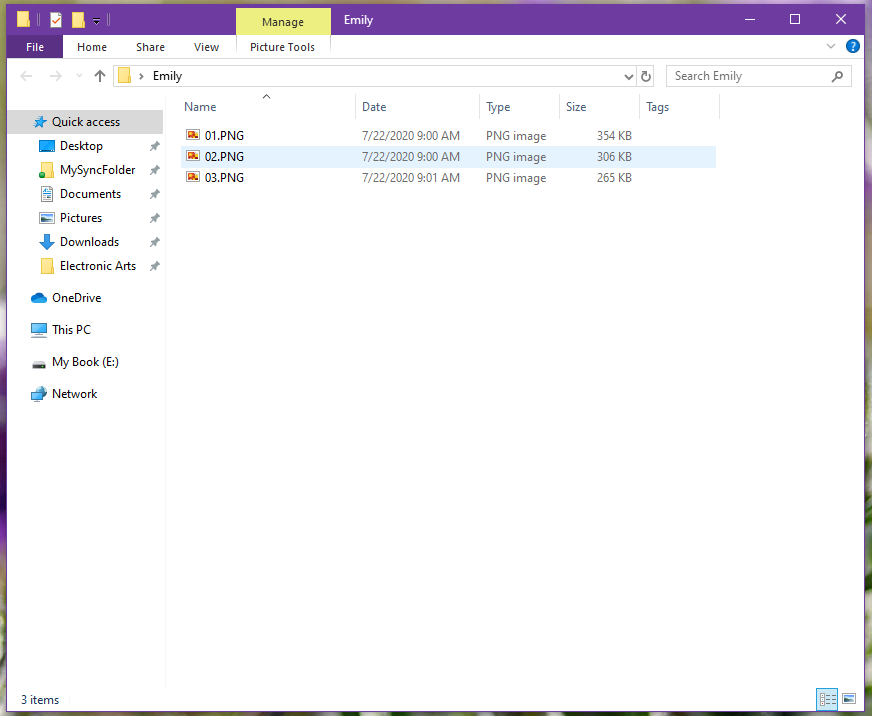 Manage
Emily
File Home Share View Picture Tools
Emily
Search Emily
Name Date Type Size Tags
Quick access
Desktop
MySyncFolder
Documents
Pictures
Downloads
Electronic Arts
OneDrive
This PC
My Book (E:)
Network
01.PNG 7/22/2020 9:00 AM PNG image 354 KB
02.PNG 7/22/2020 9:00 AM PNG image 306 KB
03.PNG 7/22/2020 9:01 AM PNG image 265 KB
3 items